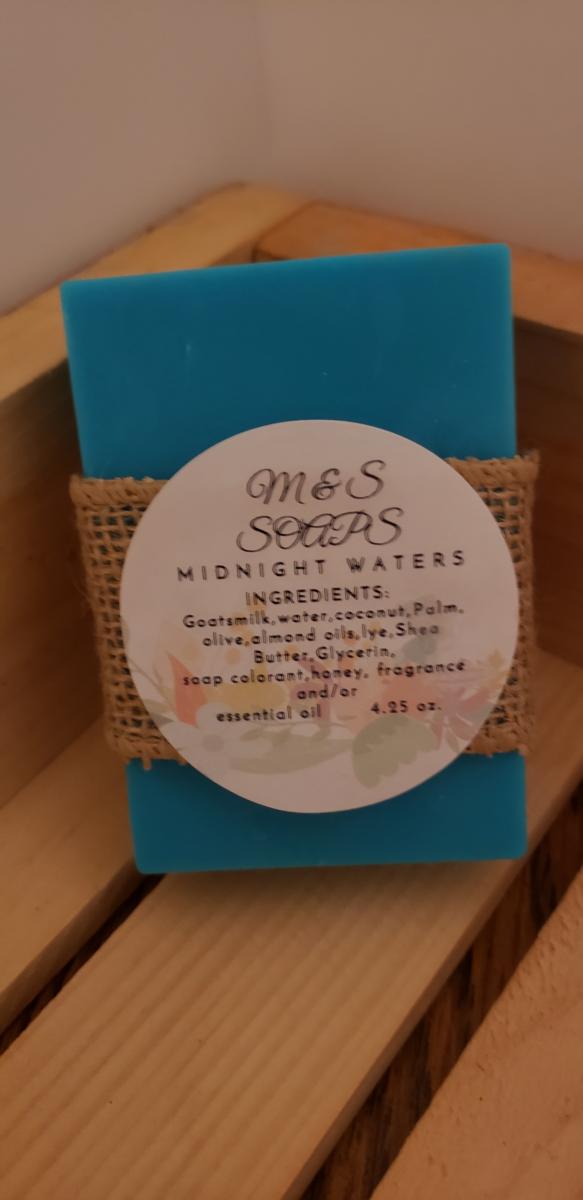 M&S
SOAPS
MIDNIGHT WATERS
INGREDIENTS:
Goatsmilk,water,coconut,Palm,
olive,almond oils,lye,Shea
Butter,Glycerin,
soap colorant,honey, fragrance
and/or
essential oil 4.25 oz.